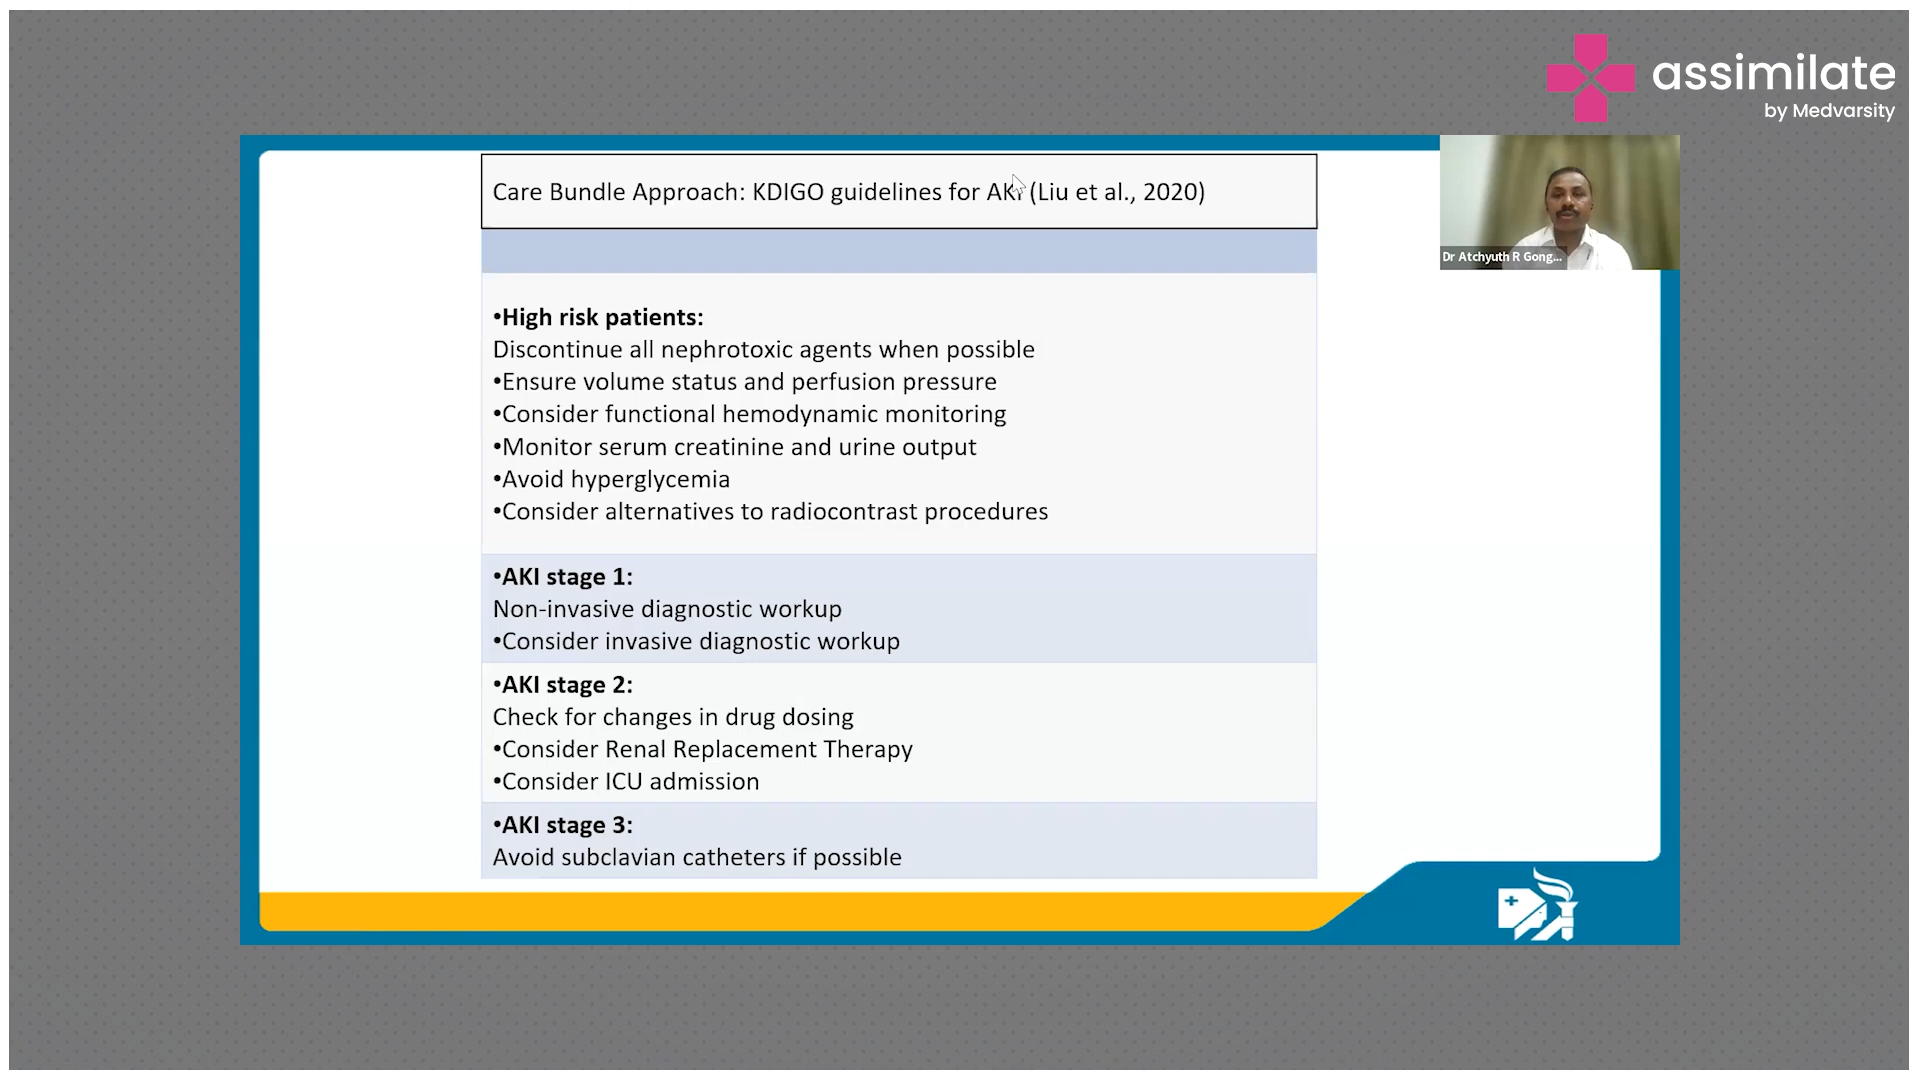 assimilate
by Medvarsity
Care Bundle Approach: KDIGO guidelines for AKI (Liu et al., 2020)
Dr Atchyuth R Gong...
•High risk patients:
Discontinue all nephrotoxic agents when possible
•Ensure volume status and perfusion pressure
•Consider functional hemodynamic monitoring
•Monitor serum creatinine and urine output
•Avoid hyperglycemia
•Consider alternatives to radiocontrast procedures
•AKI stage 1:
Non-invasive diagnostic workup
•Consider invasive diagnostic workup
•AKI stage 2:
Check for changes in drug dosing
•Consider Renal Replacement Therapy
•Consider ICU admission
•AKI stage 3:
Avoid subclavian catheters if possible